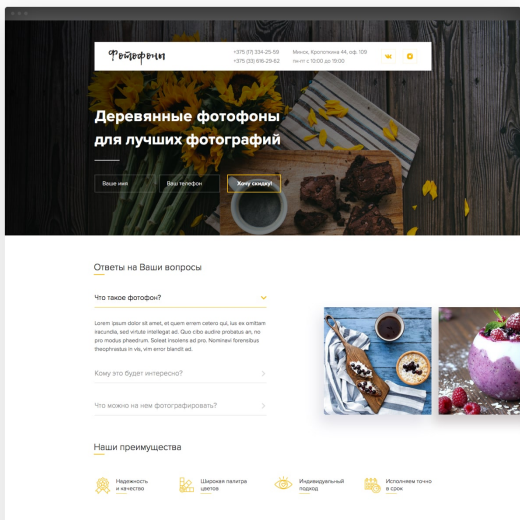 Фотофоны
+375 (17) 334-25-59
+375 (33) 616-29-62
Минск, Кропоткина 44, оф. 109
пн-пт с 10:00 до 19:00
Деревянные фотофоны
для лучших фотографий
Ваше имя
Ваш телефон
Хочу скидку!
Ответы на Ваши вопросы
Что такое фотофон?
Lorem ipsum dolor sit amet, et quem errem cetero qui, ius ex omittam
iracundia, sed virtute intellegat ad. Quo cibo audire probatus an, no
pro modus phaedrum. Soleat insolens ad pro. Nominavi forensibus
theophrastus in vis, vim error blandit ad.
Кому это будет интересно?
Что можно на нем фотографировать?
Наши преимущества
Надежность
и качество
Широкая палитра
цветов
Индивидуальный
подход
Исполняем точно
в срок